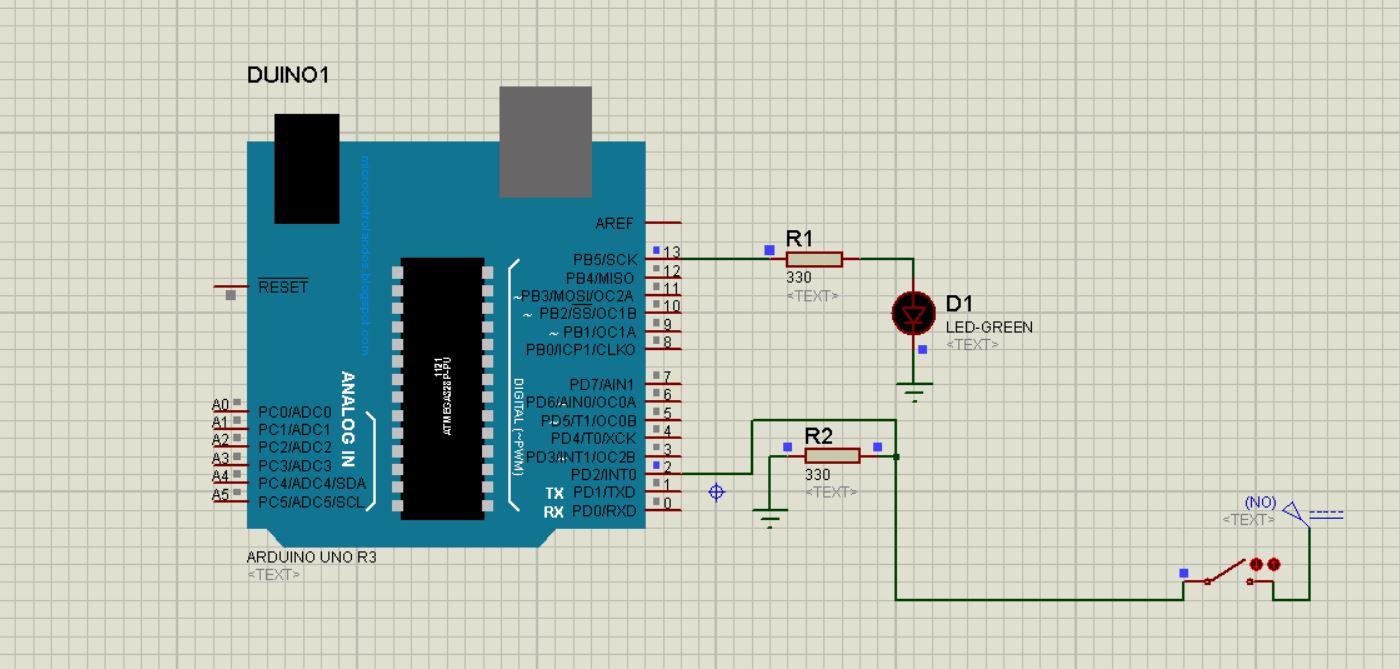 DUINO1
microcontrolandos.blogspot.com
RESET
ANALOG IN
A0 PC0/ADC0
A1 PC1/ADC1
A2 PC2/ADC2
A3 PC3/ADC3
A4 PC4/ADC4/SDA
A5 PC5/ADC5/SCL
1121
ATMEGA328P-PU
DIGITAL (~PWM)
AREF
PB5/SCK 13
PB4/MISO 12
~PB3/MOSI/OC2A 11
~ PB2/SS/OC1B 10
~ PB1/OC1A 9
PB0/ICP1/CLKO 8
PD7/AIN1 7
~PD6/AIN0/OC0A 6
~PD5/T1/OC0B 5
PD4/T0/XCK 4
~PD3/INT1/OC2B 3
PD2/INT0 2
TX PD1/TXD 1
RX PD0/RXD 0
ARDUINO UNO R3
<TEXT>
R1
330
<TEXT>
D1
LED-GREEN
<TEXT>
R2
330
<TEXT>
(NO)
<TEXT>